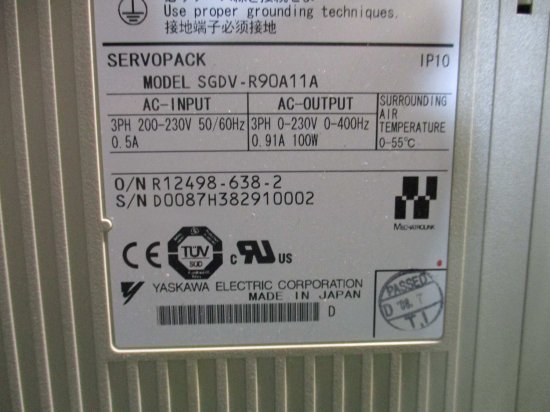 Use proper grounding techniques.
接地端子必须接地
SERVOPACK IP10
MODEL SGDV-R90A11A
AC-INPUT AC-OUTPUT SURROUNDING AIR TEMPERATURE
3PH 200-230V 50/60Hz 3PH 0-230V 0-400Hz
0.5A 0.91A 100W 0-55℃
O/N R12498-638-2
S/N D0087H382910002
MECHATROLINK
CE TÜV SÜD c RU US
YASKAWA ELECTRIC CORPORATION
MADE IN JAPAN
D
PASSED
D '08.7
T.I